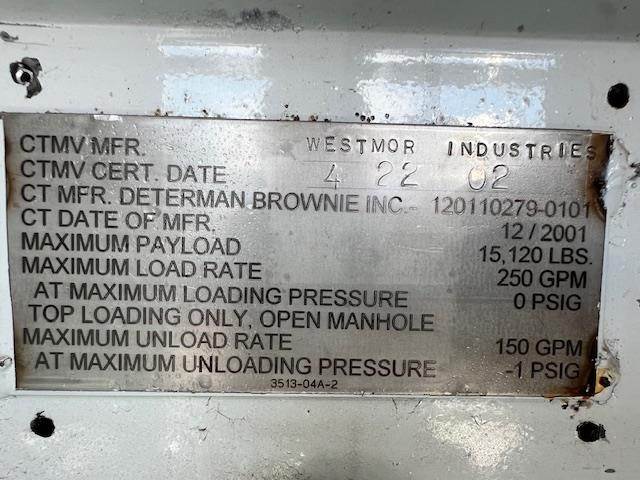 CTMV MFR. WESTMOR INDUSTRIES
CTMV CERT. DATE 4 22 02
CT MFR. DETERMAN BROWNIE INC.- 120110279-0101
CT DATE OF MFR. 12 / 2001
MAXIMUM PAYLOAD 15,120 LBS.
MAXIMUM LOAD RATE 250 GPM
AT MAXIMUM LOADING PRESSURE 0 PSIG
TOP LOADING ONLY, OPEN MANHOLE
MAXIMUM UNLOAD RATE 150 GPM
AT MAXIMUM UNLOADING PRESSURE -1 PSIG
3513-04A-2